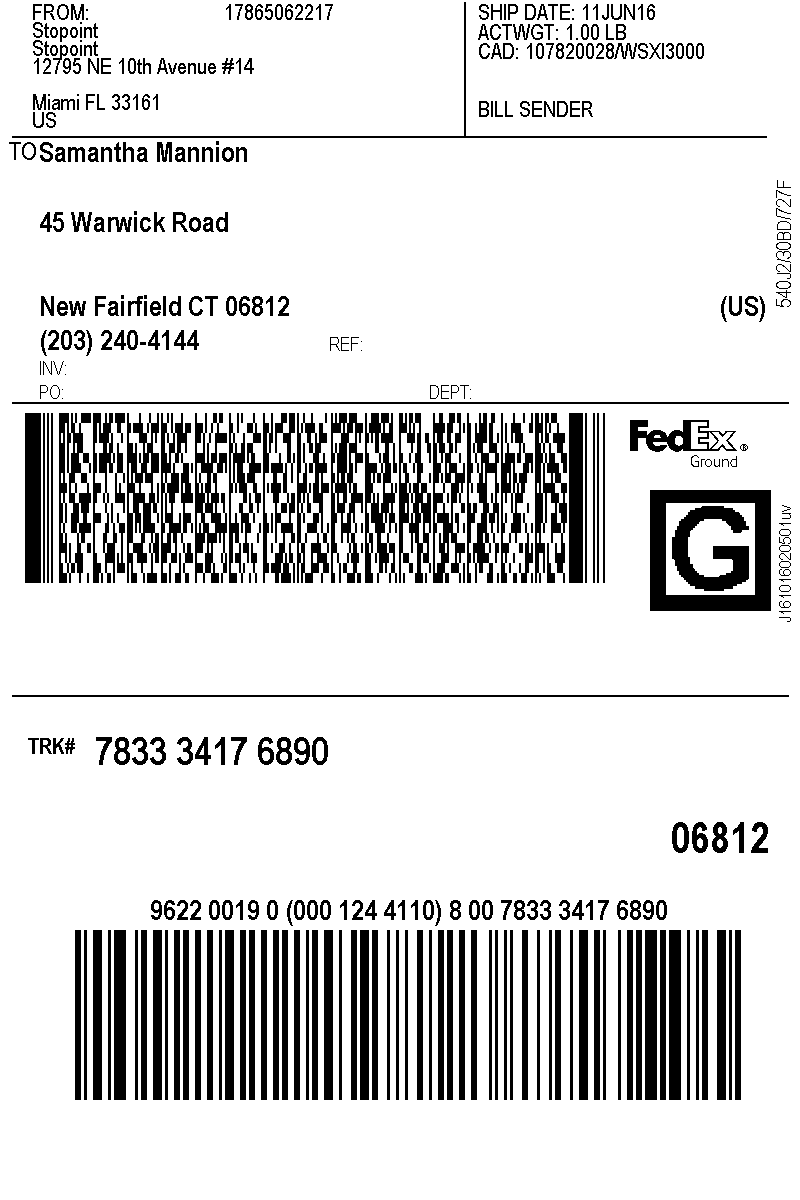 FROM: 17865062217
Stopoint
Stopoint
12795 NE 10th Avenue #14
Miami FL 33161
US
SHIP DATE: 11JUN16
ACTWGT: 1.00 LB
CAD: 107820028/WSXI3000
BILL SENDER
TO Samantha Mannion
45 Warwick Road
New Fairfield CT 06812 (US)
(203) 240-4144 REF:
INV:
PO: DEPT:
540J2/30BD/727F
FedEx®
Ground
G
J161016020501uv
TRK# 7833 3417 6890
06812
9622 0019 0 (000 124 4110) 8 00 7833 3417 6890